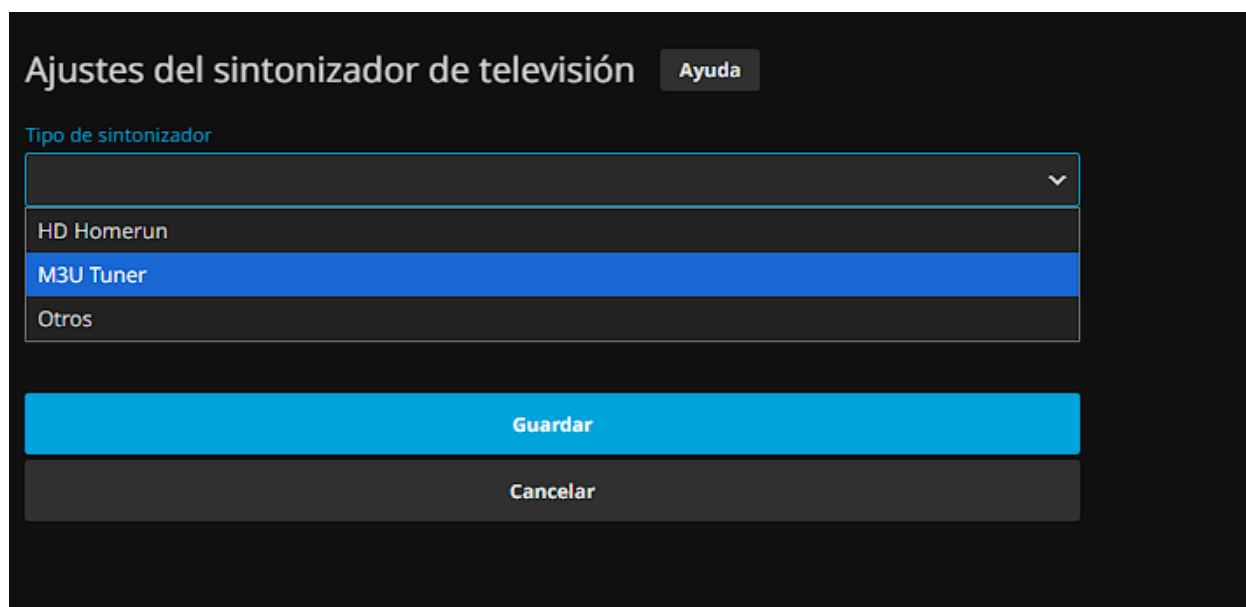 Ajustes del sintonizador de televisión Ayuda
Tipo de sintonizador
HD Homerun
M3U Tuner
Otros
Guardar
Cancelar